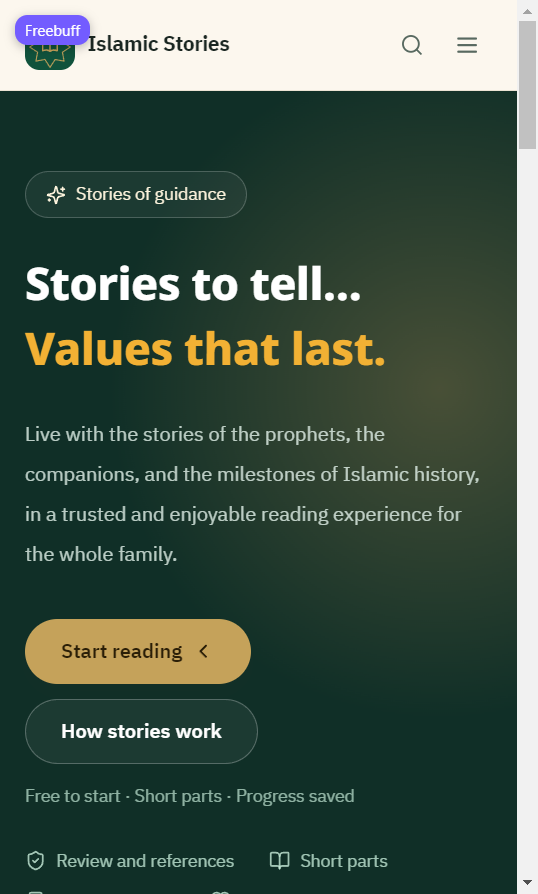 Freebuff
Islamic Stories
Stories of guidance
Stories to tell...
Values that last.
Live with the stories of the prophets, the
companions, and the milestones of Islamic history,
in a trusted and enjoyable reading experience for
the whole family.
Start reading
How stories work
Free to start · Short parts · Progress saved
Review and references
Short parts